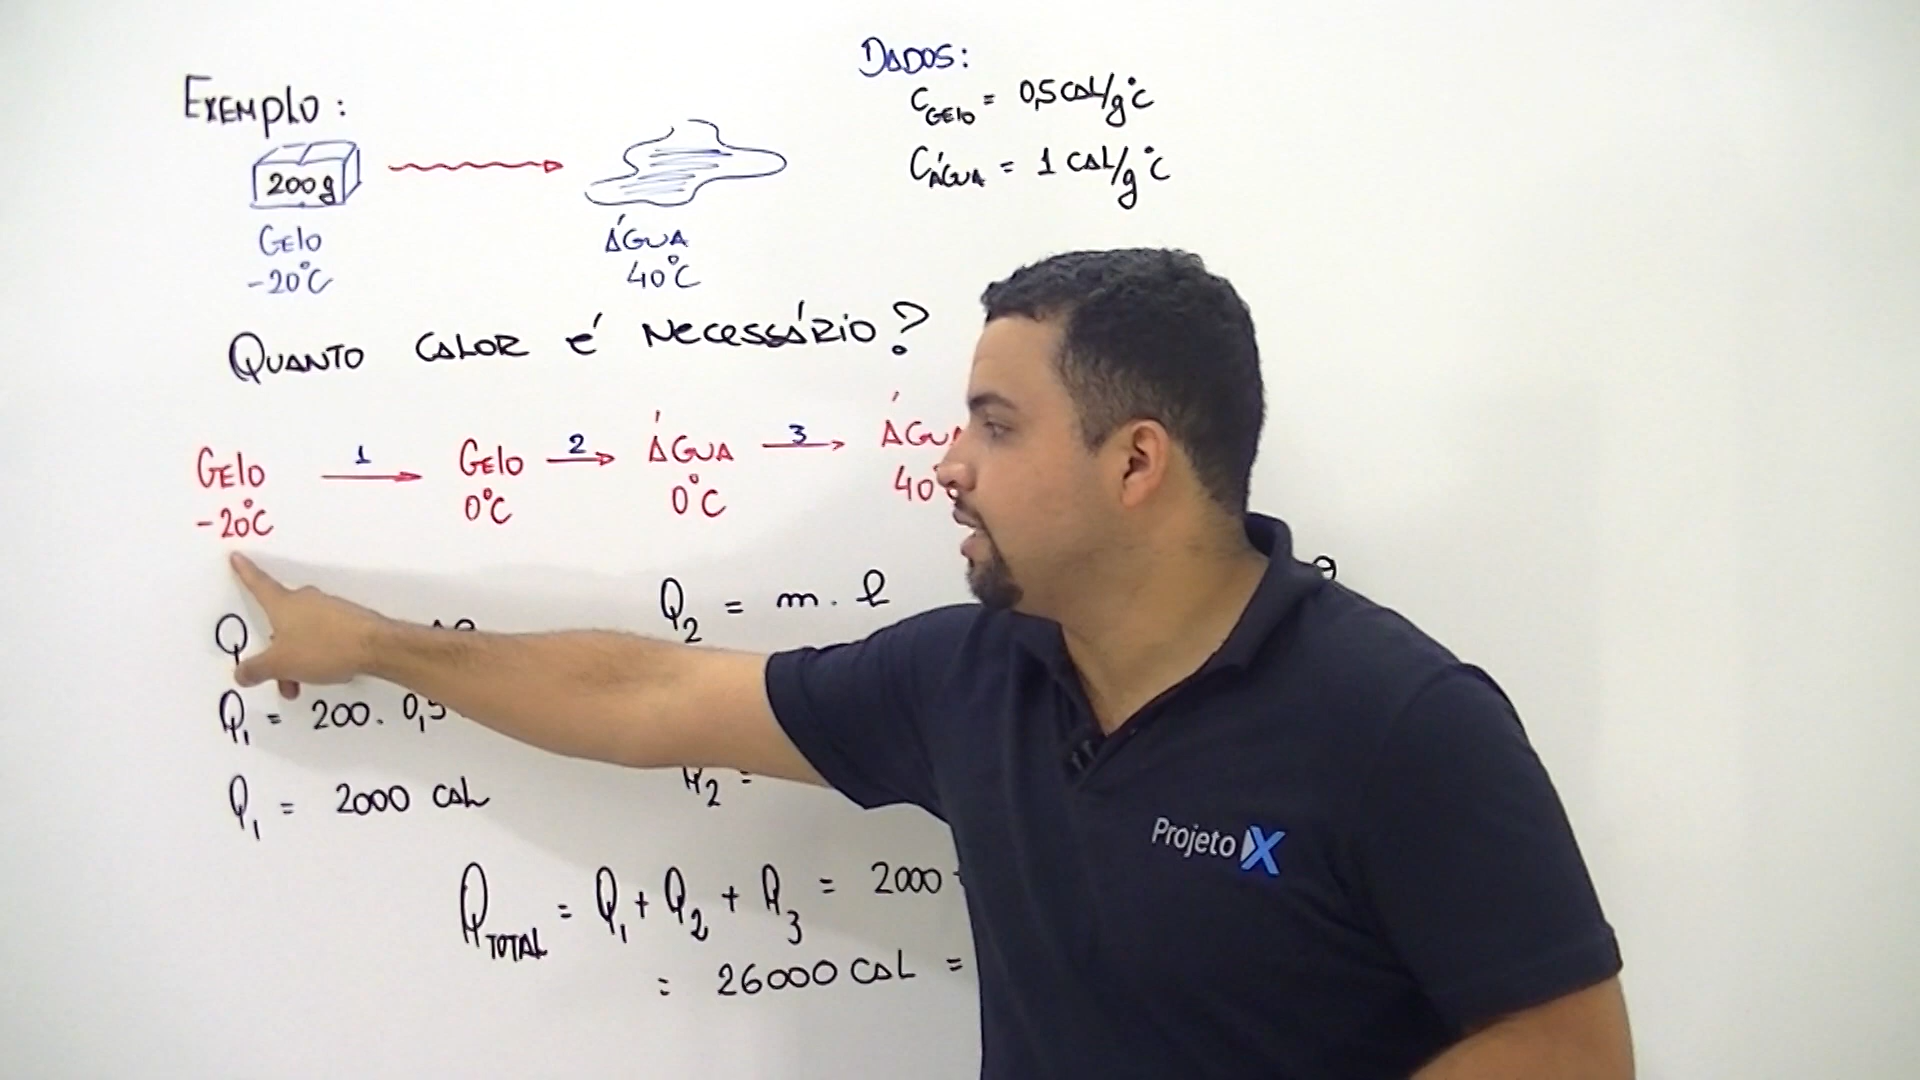 EXEMPLO:
200g
GELO
-20°C
ÁGUA
40°C
DADOS:
C GELO = 0,5 CAL/g°C
C ÁGUA = 1 CAL/g°C
QUANTO CALOR É NECESSÁRIO?
GELO 1 GELO 2 ÁGUA 3 ÁGU
-20°C 0°C 0°C 40°
Q
Q1 = 200 . 0,5
Q1 = 2000 CAL
Q2 = m . l
Q2 =
QTOTAL = Q1 + Q2 + Q3 = 2000
= 26000 CAL =
Projeto X